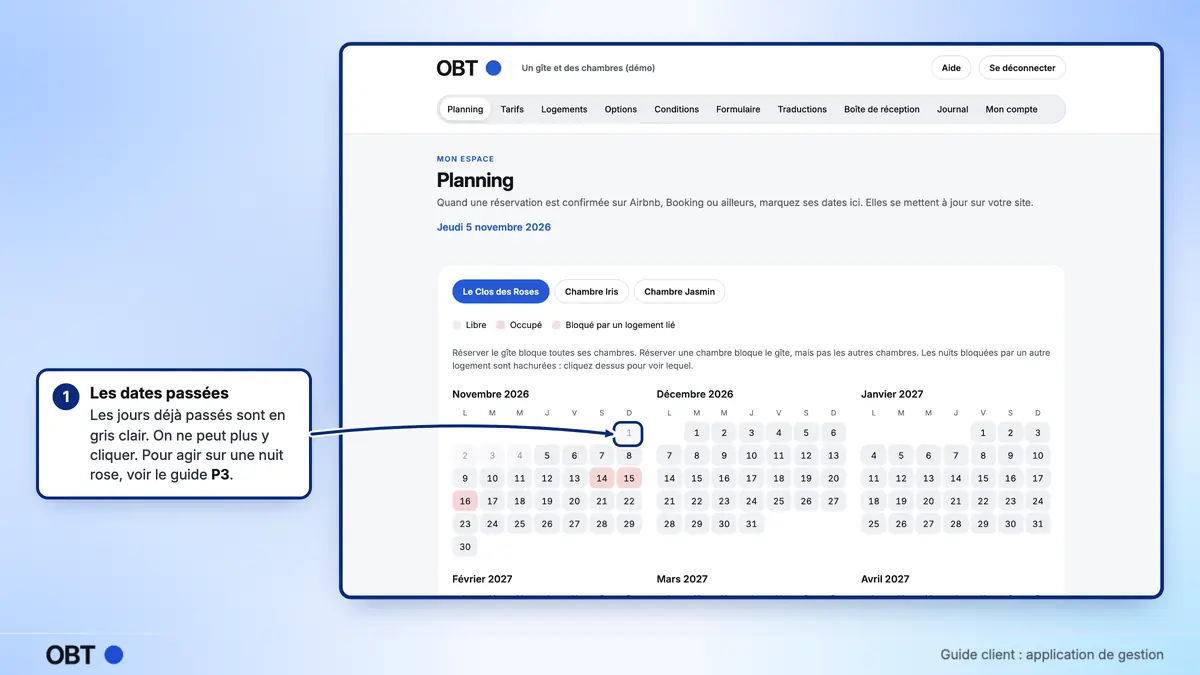 OBT
Un gîte et des chambres (démo)
Aide
Se déconnecter
Planning
Tarifs
Logements
Options
Conditions
Formulaire
Traductions
Boîte de réception
Journal
Mon compte
MON ESPACE
Planning
Quand une réservation est confirmée sur Airbnb, Booking ou ailleurs, marquez ses dates ici. Elles se mettent à jour sur votre site.
Jeudi 5 novembre 2026
Le Clos des Roses
Chambre Iris
Chambre Jasmin
Libre
Occupé
Bloqué par un logement lié
Réserver le gîte bloque toutes ses chambres. Réserver une chambre bloque le gîte, mais pas les autres chambres. Les nuits bloquées par un autre
logement sont hachurées : cliquez dessus pour voir lequel.
Novembre 2026
L M M J V S D
1
2 3 4 5 6 7 8
9 10 11 12 13 14 15
16 17 18 19 20 21 22
23 24 25 26 27 28 29
30
Décembre 2026
L M M J V S D
1 2 3 4 5 6
7 8 9 10 11 12 13
14 15 16 17 18 19 20
21 22 23 24 25 26 27
28 29 30 31
Janvier 2027
L M M J V S D
1 2 3
4 5 6 7 8 9 10
11 12 13 14 15 16 17
18 19 20 21 22 23 24
25 26 27 28 29 30 31
Février 2027
Mars 2027
Avril 2027
1
Les dates passées
Les jours déjà passés sont en
gris clair. On ne peut plus y
cliquer. Pour agir sur une nuit
rose, voir le guide P3.
OBT
Guide client : application de gestion